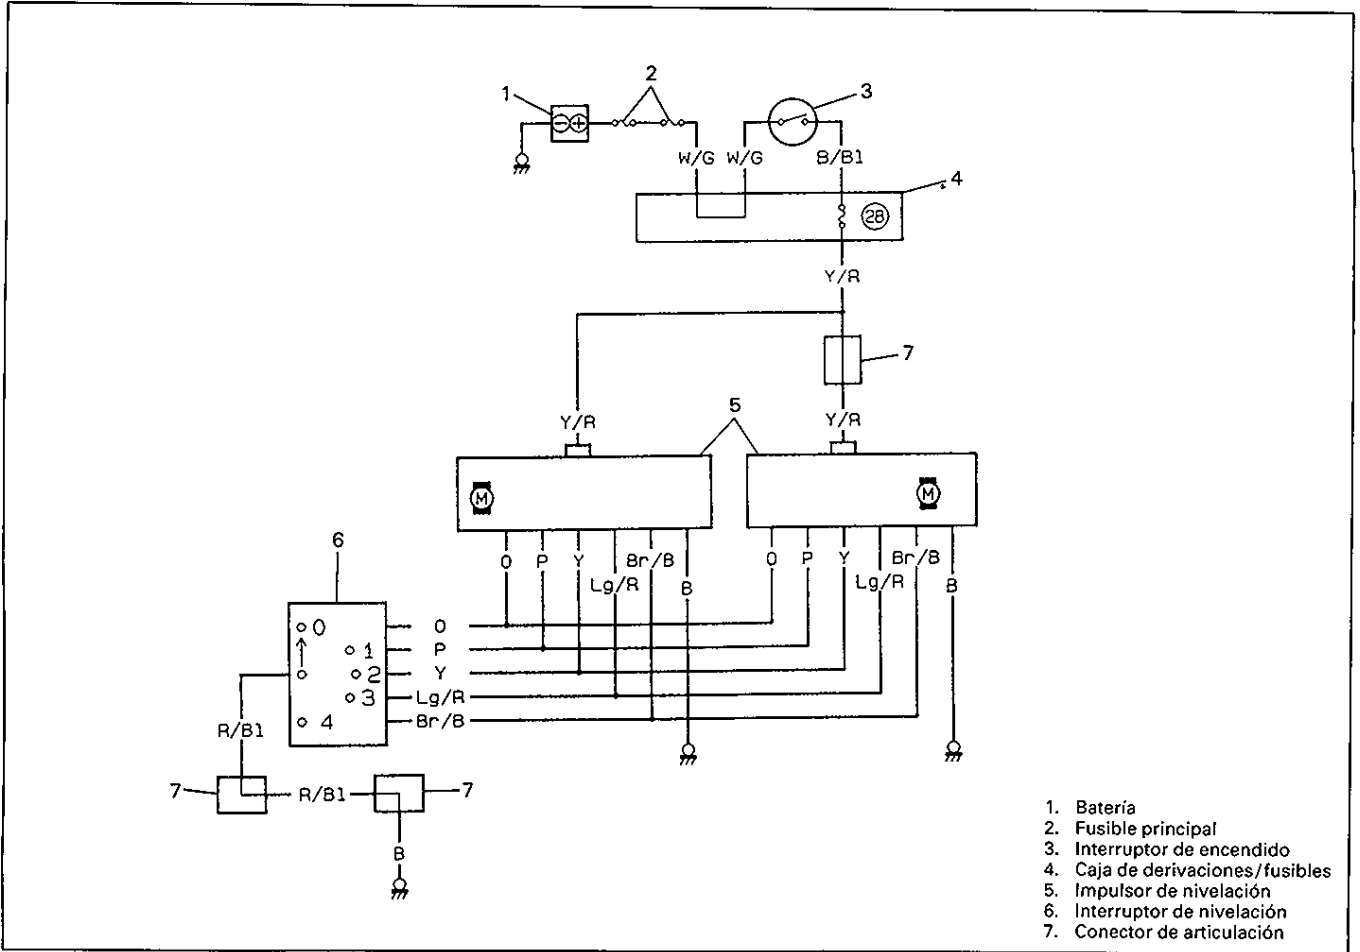 1
2
3
W/G
W/G
B/Bl
4
28
Y/R
7
Y/R
5
Y/R
M
M
6
O
P
Y
Lg/R
Br/B
B
O
P
Y
Lg/R
Br/B
B
0
1
2
3
4
O
P
Y
Lg/R
Br/B
R/Bl
7
R/Bl
7
B
1. Batería
2. Fusible principal
3. Interruptor de encendido
4. Caja de derivaciones/fusibles
5. Impulsor de nivelación
6. Interruptor de nivelación
7. Conector de articulación